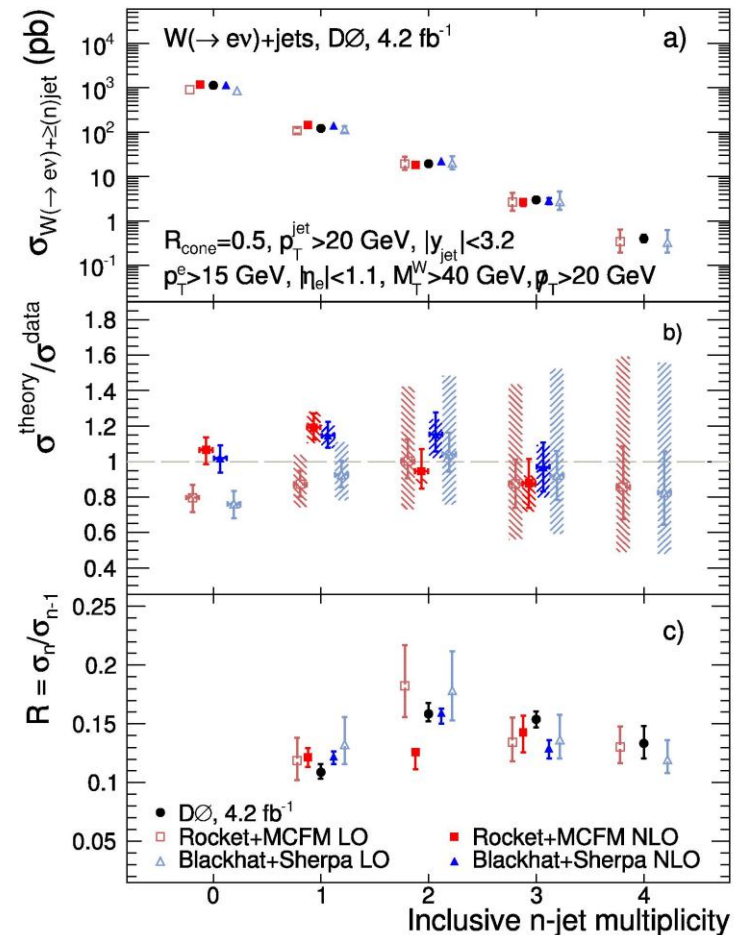 W(→ eν)+jets, DØ, 4.2 fb⁻¹
a)
σ_W(→ eν)+≥(n)jet (pb)
10⁴
10³
10²
10
1
10⁻¹
R_cone=0.5, p_T^jet>20 GeV, |y_jet|<3.2
p_T^e>15 GeV, |η_e|<1.1, M_T^W>40 GeV, p̸_T>20 GeV
b)
σ^theory/σ^data
1.8
1.6
1.4
1.2
1
0.8
0.6
0.4
c)
R = σ_n/σ_n-1
0.25
0.2
0.15
0.1
0.05
DØ, 4.2 fb⁻¹
Rocket+MCFM LO
Rocket+MCFM NLO
Blackhat+Sherpa LO
Blackhat+Sherpa NLO
0 1 2 3 4
Inclusive n-jet multiplicity